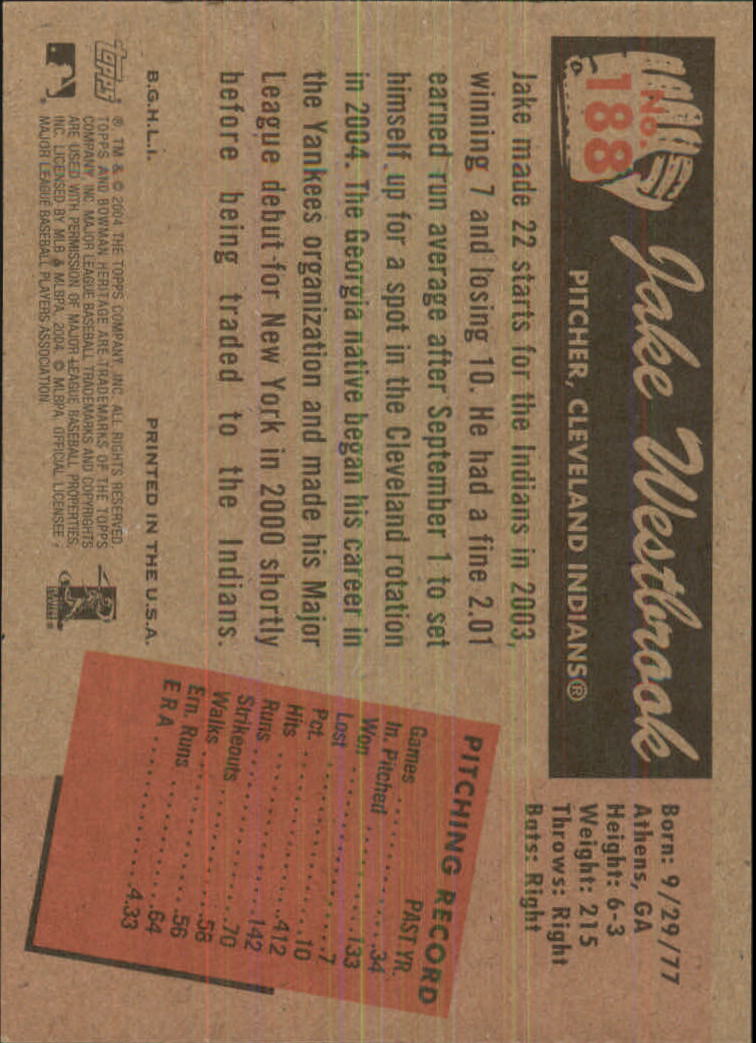 No.
188
Jake Westbrook
PITCHER, CLEVELAND INDIANS®
Born: 9/29/77
Athens, GA
Height: 6-3
Weight: 215
Throws: Right
Bats: Right
Jake made 22 starts for the Indians in 2003,
winning 7 and losing 10. He had a fine 2.01
earned run average after September 1 to set
himself up for a spot in the Cleveland rotation
in 2004. The Georgia native began his career in
the Yankees organization and made his Major
League debut for New York in 2000 shortly
before being traded to the Indians.
PITCHING RECORD
PAST YR.
Games 34
In. Pitched 133
Won 7
Lost 10
Pct. .412
Hits 142
Runs 70
Strikeouts 58
Walks 56
Ern. Runs 64
E R A 4.33
B.G.H.L.I. PRINTED IN THE U.S.A.
topps
® TM & © 2004 THE TOPPS COMPANY, INC. ALL RIGHTS RESERVED.
TOPPS AND BOWMAN HERITAGE ARE TRADEMARKS OF THE TOPPS
COMPANY, INC. MAJOR LEAGUE BASEBALL TRADEMARKS AND COPYRIGHTS
ARE USED WITH PERMISSION OF MAJOR LEAGUE BASEBALL PROPERTIES,
INC. LICENSED BY MLB & MLBPA, 2004. © MLBPA. OFFICIAL LICENSEE -
MAJOR LEAGUE BASEBALL PLAYERS ASSOCIATION.